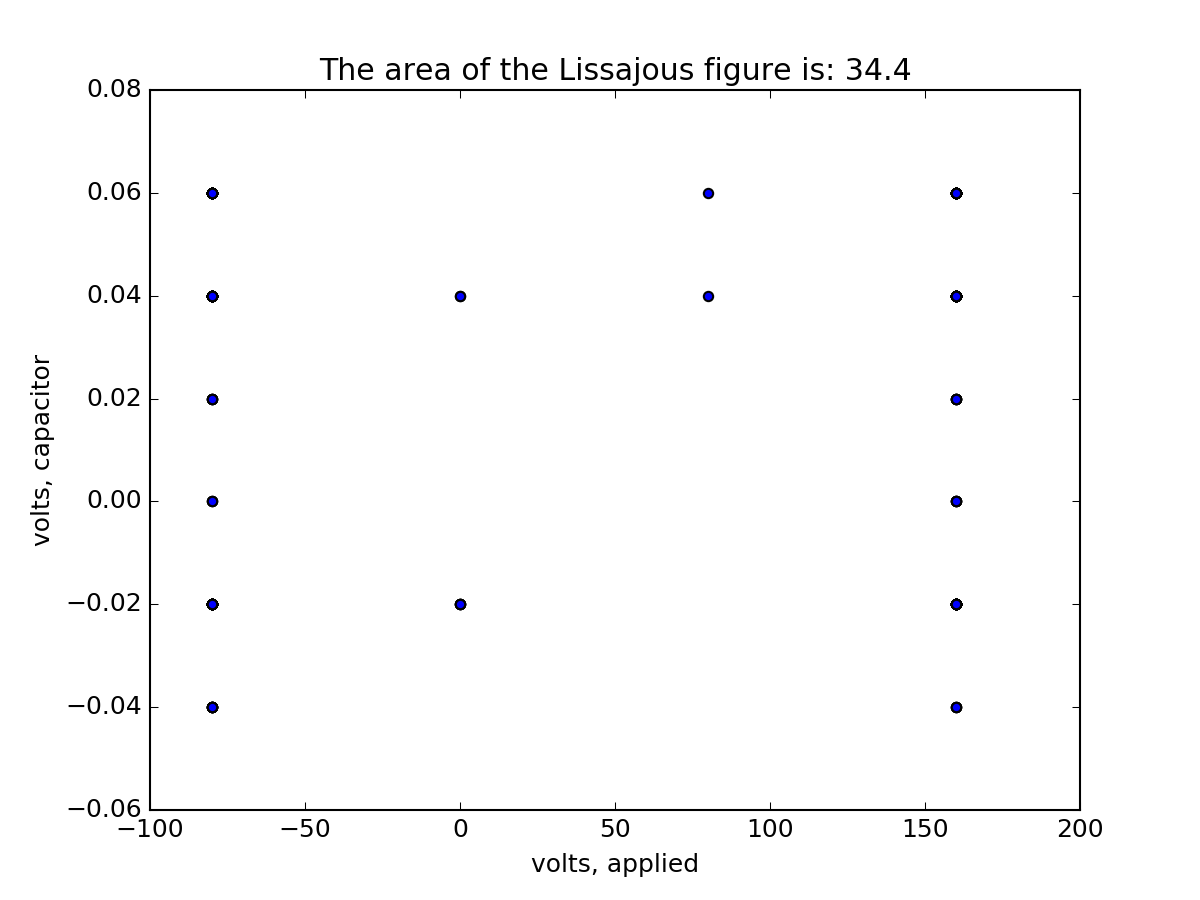 The area of the Lissajous figure is: 34.4
0.08
0.06
0.04
0.02
0.00
−0.02
−0.04
−0.06
volts, capacitor
−100 −50 0 50 100 150 200
volts, applied